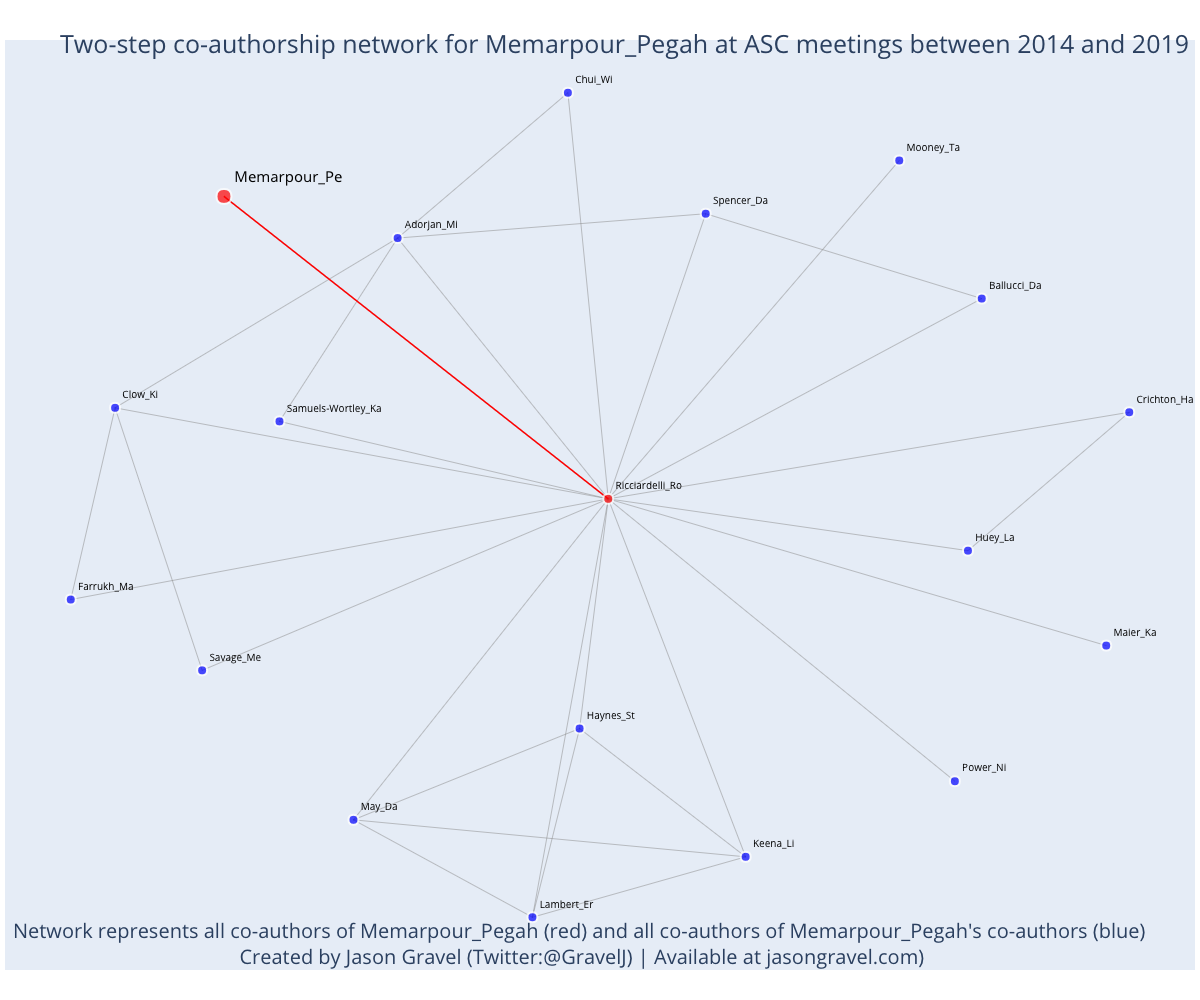 Two-step co-authorship network for Memarpour_Pegah at ASC meetings between 2014 and 2019
Chui_Wi
Mooney_Ta
Memarpour_Pe
Spencer_Da
Adorjan_Mi
Ballucci_Da
Clow_Ki
Crichton_Ha
Samuels-Wortley_Ka
Ricciardelli_Ro
Huey_La
Farrukh_Ma
Maier_Ka
Savage_Me
Haynes_St
Power_Ni
May_Da
Keena_Li
Lambert_Er
Network represents all co-authors of Memarpour_Pegah (red) and all co-authors of Memarpour_Pegah's co-authors (blue)
Created by Jason Gravel (Twitter:@GravelJ) | Available at jasongravel.com)